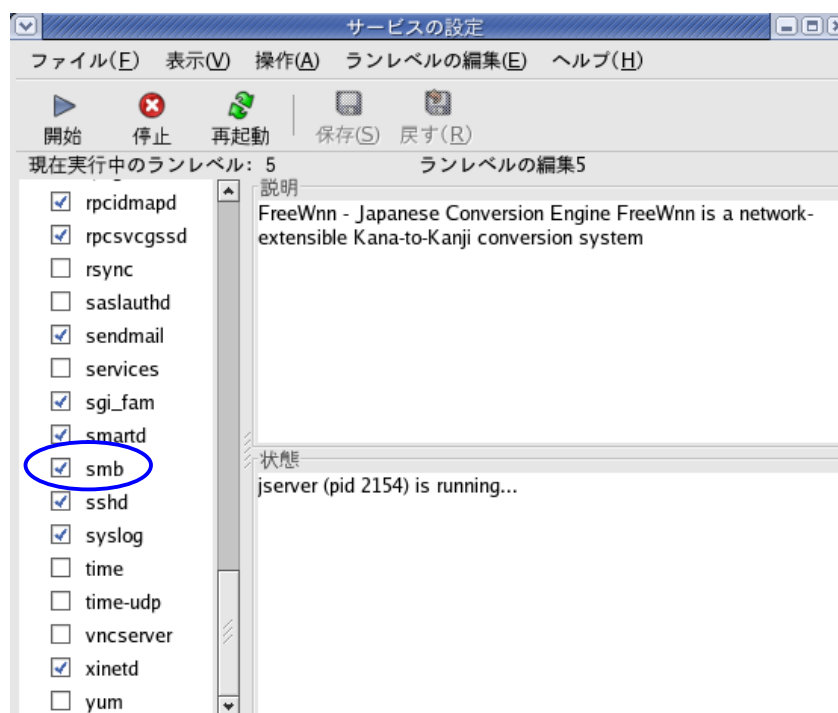 サービスの設定
ファイル(F) 表示(V) 操作(A) ランレベルの編集(E) ヘルプ(H)
開始 停止 再起動 保存(S) 戻す(R)
現在実行中のランレベル: 5 ランレベルの編集5
rpcidmapd
rpcsvcgssd
rsync
saslauthd
sendmail
services
sgi_fam
smartd
smb
sshd
syslog
time
time-udp
vncserver
xinetd
yum
説明
FreeWnn - Japanese Conversion Engine FreeWnn is a network-
extensible Kana-to-Kanji conversion system
状態
jserver (pid 2154) is running...